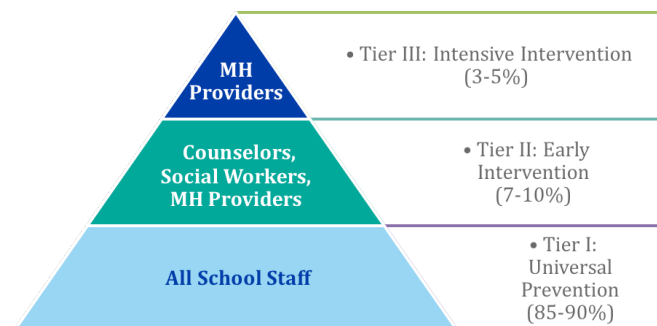 MH
Providers
• Tier III: Intensive Intervention
(3-5%)
Counselors,
Social Workers,
MH Providers
• Tier II: Early
Intervention
(7-10%)
All School Staff
• Tier I:
Universal
Prevention
(85-90%)